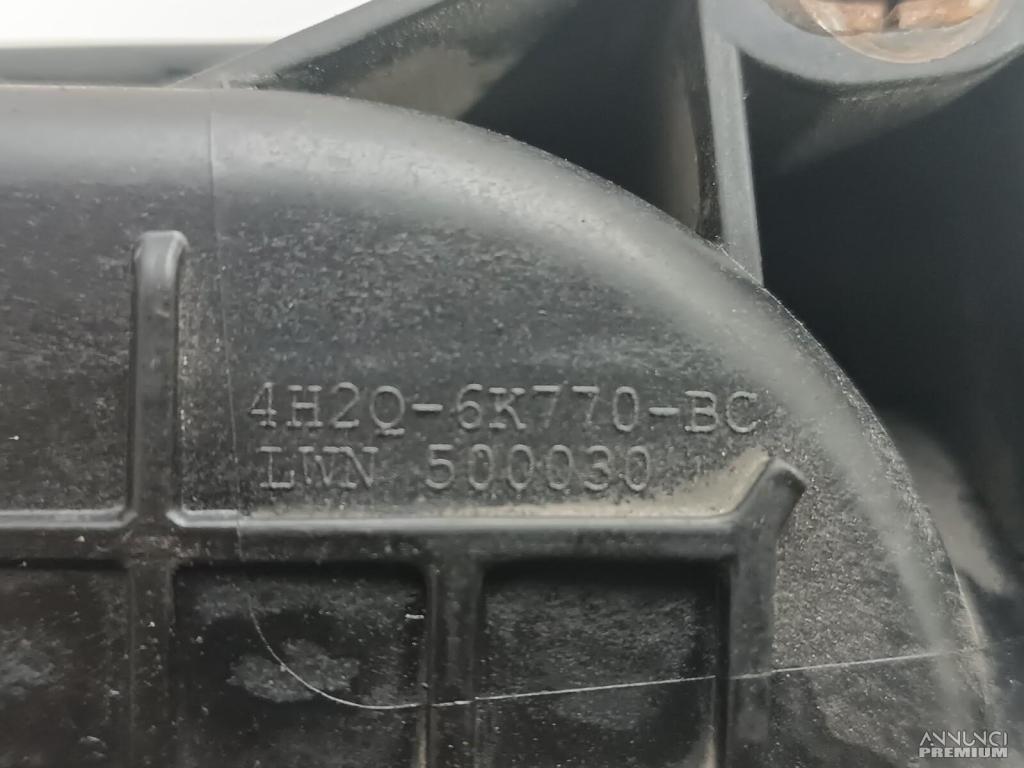 4H2Q-6K770-BC
LWN 500030
ANNUNCI
PREMIUM